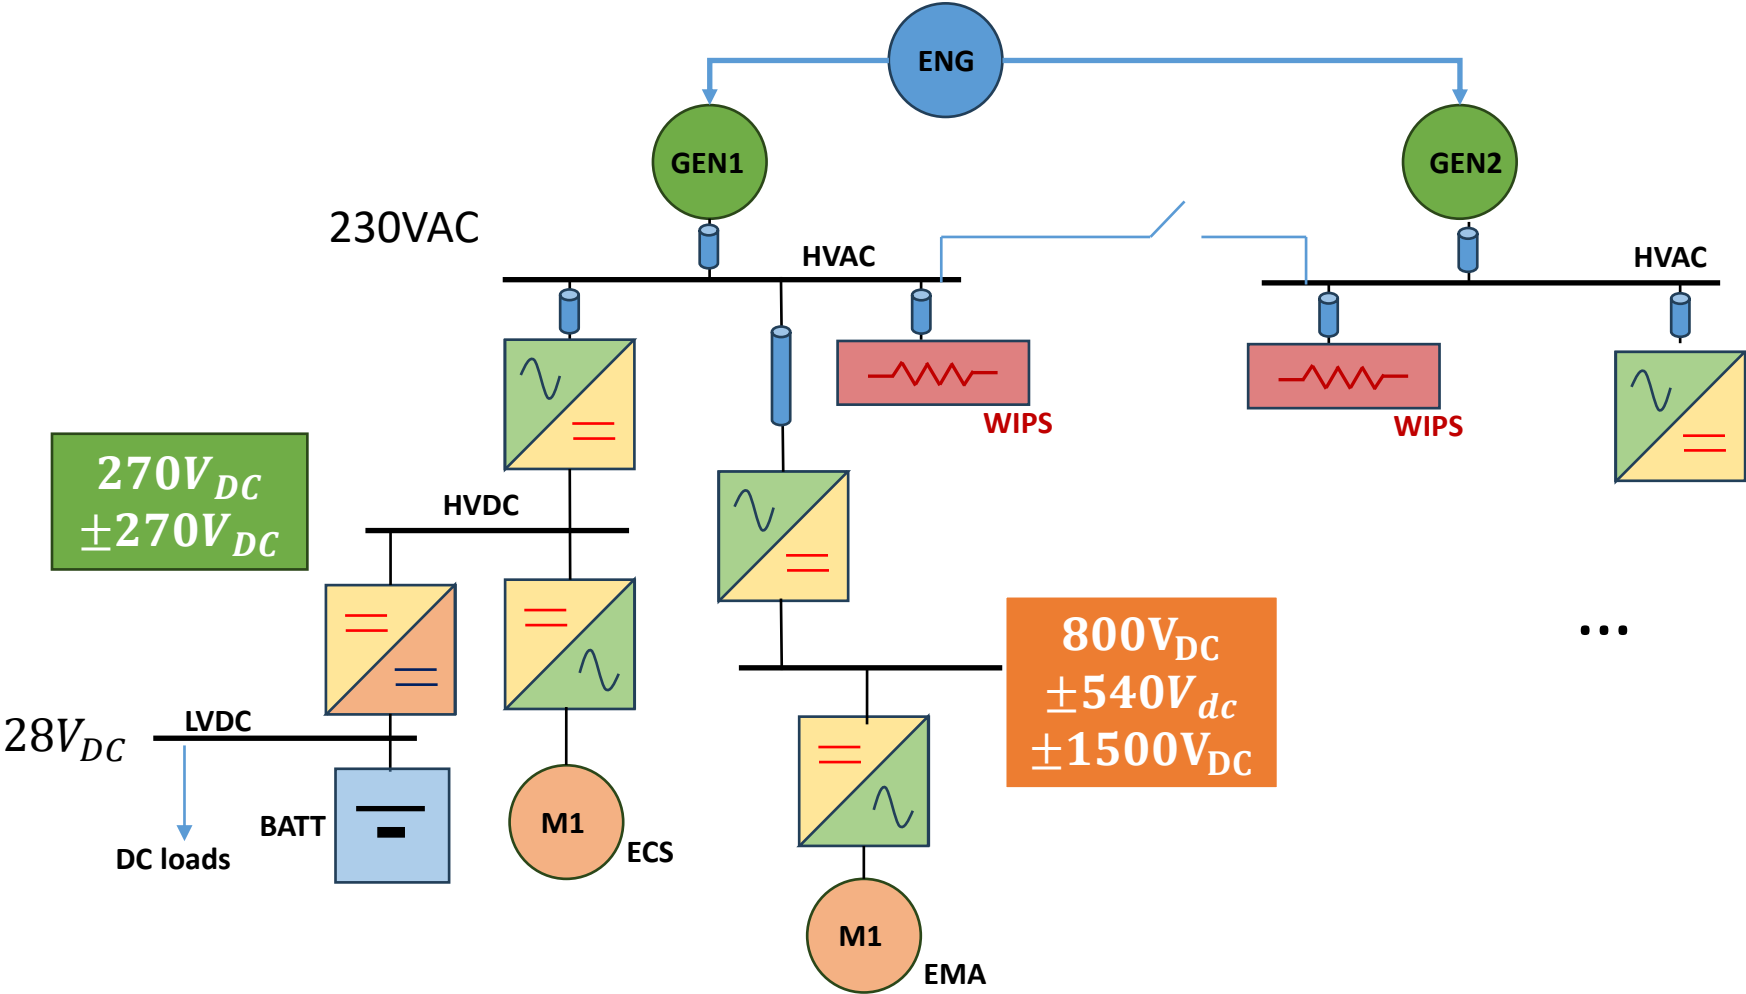 ENG
GEN1
GEN2
230VAC
HVAC
HVAC
WIPS
WIPS
270V_DC
±270V_DC
HVDC
800V_DC
±540V_dc
±1500V_DC
...
LVDC
28V_DC
BATT
M1
ECS
DC loads
M1
EMA